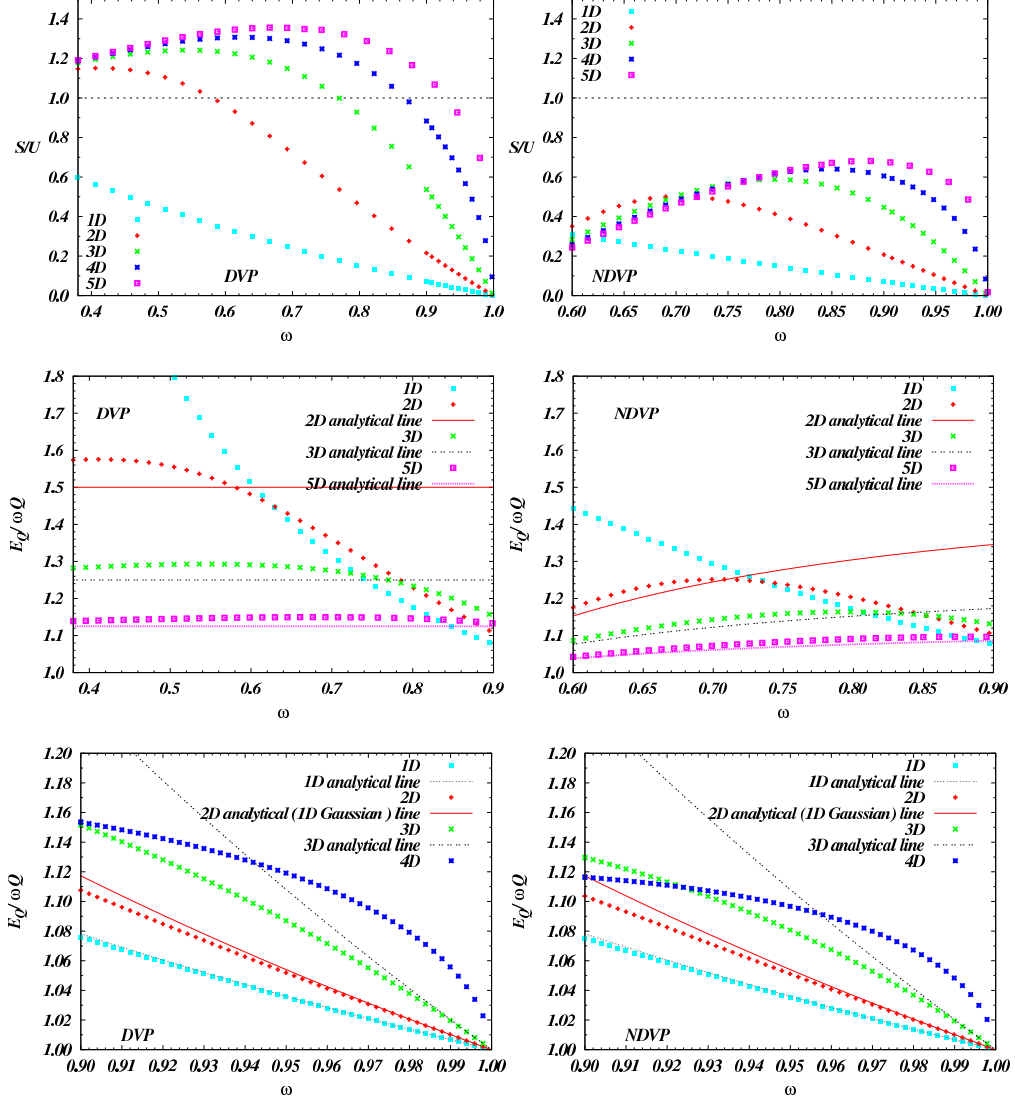 1.4
1.2
1.0
S/U
0.8
0.6
0.4
0.2
0.0
1D
2D
3D
4D
5D
DVP
0.4 0.5 0.6 0.7 0.8 0.9 1.0
ω
1.4
1.2
1.0
S/U
0.8
0.6
0.4
0.2
0.0
1D
2D
3D
4D
5D
NDVP
0.60 0.65 0.70 0.75 0.80 0.85 0.90 0.95 1.00
ω
1.8
1.7
1.6
1.5
1.4
1.3
1.2
1.1
1.0
E_Q/ωQ
DVP
1D
2D
2D analytical line
3D
3D analytical line
5D
5D analytical line
0.4 0.5 0.6 0.7 0.8 0.9
ω
1.8
1.7
1.6
1.5
1.4
1.3
1.2
1.1
1.0
E_Q/ωQ
NDVP
1D
2D
2D analytical line
3D
3D analytical line
5D
5D analytical line
0.60 0.65 0.70 0.75 0.80 0.85 0.90
ω
1.20
1.18
1.16
1.14
1.12
1.10
1.08
1.06
1.04
1.02
1.00
E_Q/ωQ
1D
1D analytical line
2D
2D analytical (1D Gaussian ) line
3D
3D analytical line
4D
DVP
0.90 0.91 0.92 0.93 0.94 0.95 0.96 0.97 0.98 0.99 1.00
ω
1.20
1.18
1.16
1.14
1.12
1.10
1.08
1.06
1.04
1.02
1.00
E_Q/ωQ
1D
1D analytical line
2D
2D analytical (1D Gaussian) line
3D
3D analytical line
4D
NDVP
0.90 0.91 0.92 0.93 0.94 0.95 0.96 0.97 0.98 0.99 1.00
ω